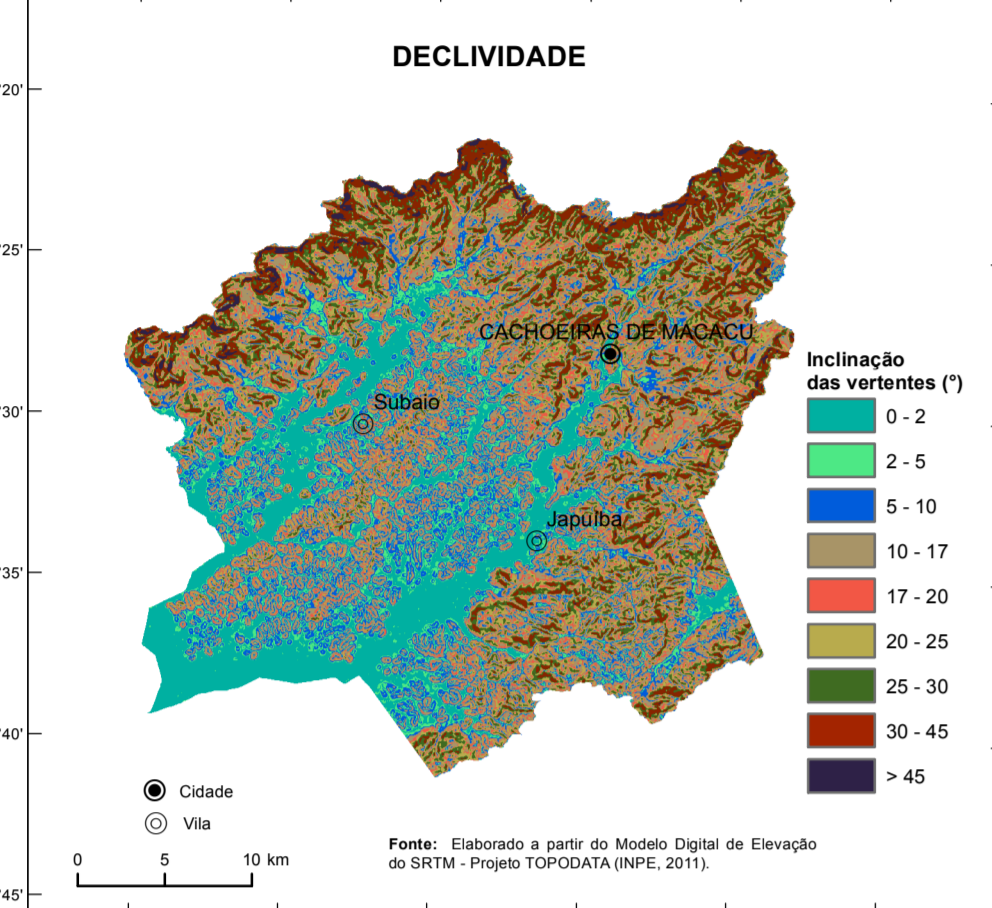 DECLIVIDADE
20'
25'
30'
35'
40'
45'
CACHOEIRAS DE MACACU
Subaio
Japuíba
Inclinação
das vertentes (°)
0 - 2
2 - 5
5 - 10
10 - 17
17 - 20
20 - 25
25 - 30
30 - 45
> 45
Cidade
Vila
0 5 10 km
Fonte: Elaborado a partir do Modelo Digital de Elevação
do SRTM - Projeto TOPODATA (INPE, 2011).